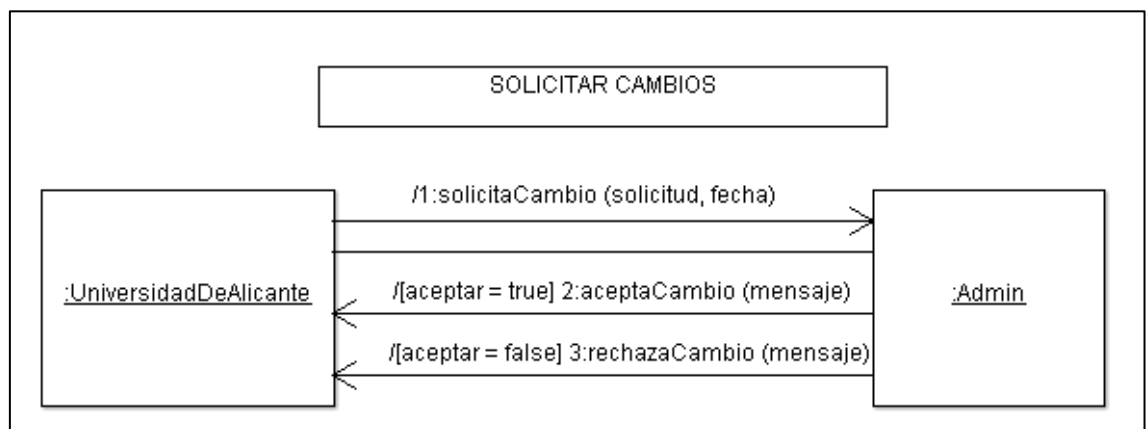 SOLICITAR CAMBIOS
/1:solicitaCambio (solicitud, fecha)
:UniversidadDeAlicante
/[aceptar = true] 2:aceptaCambio (mensaje)
:Admin
/[aceptar = false] 3:rechazaCambio (mensaje)